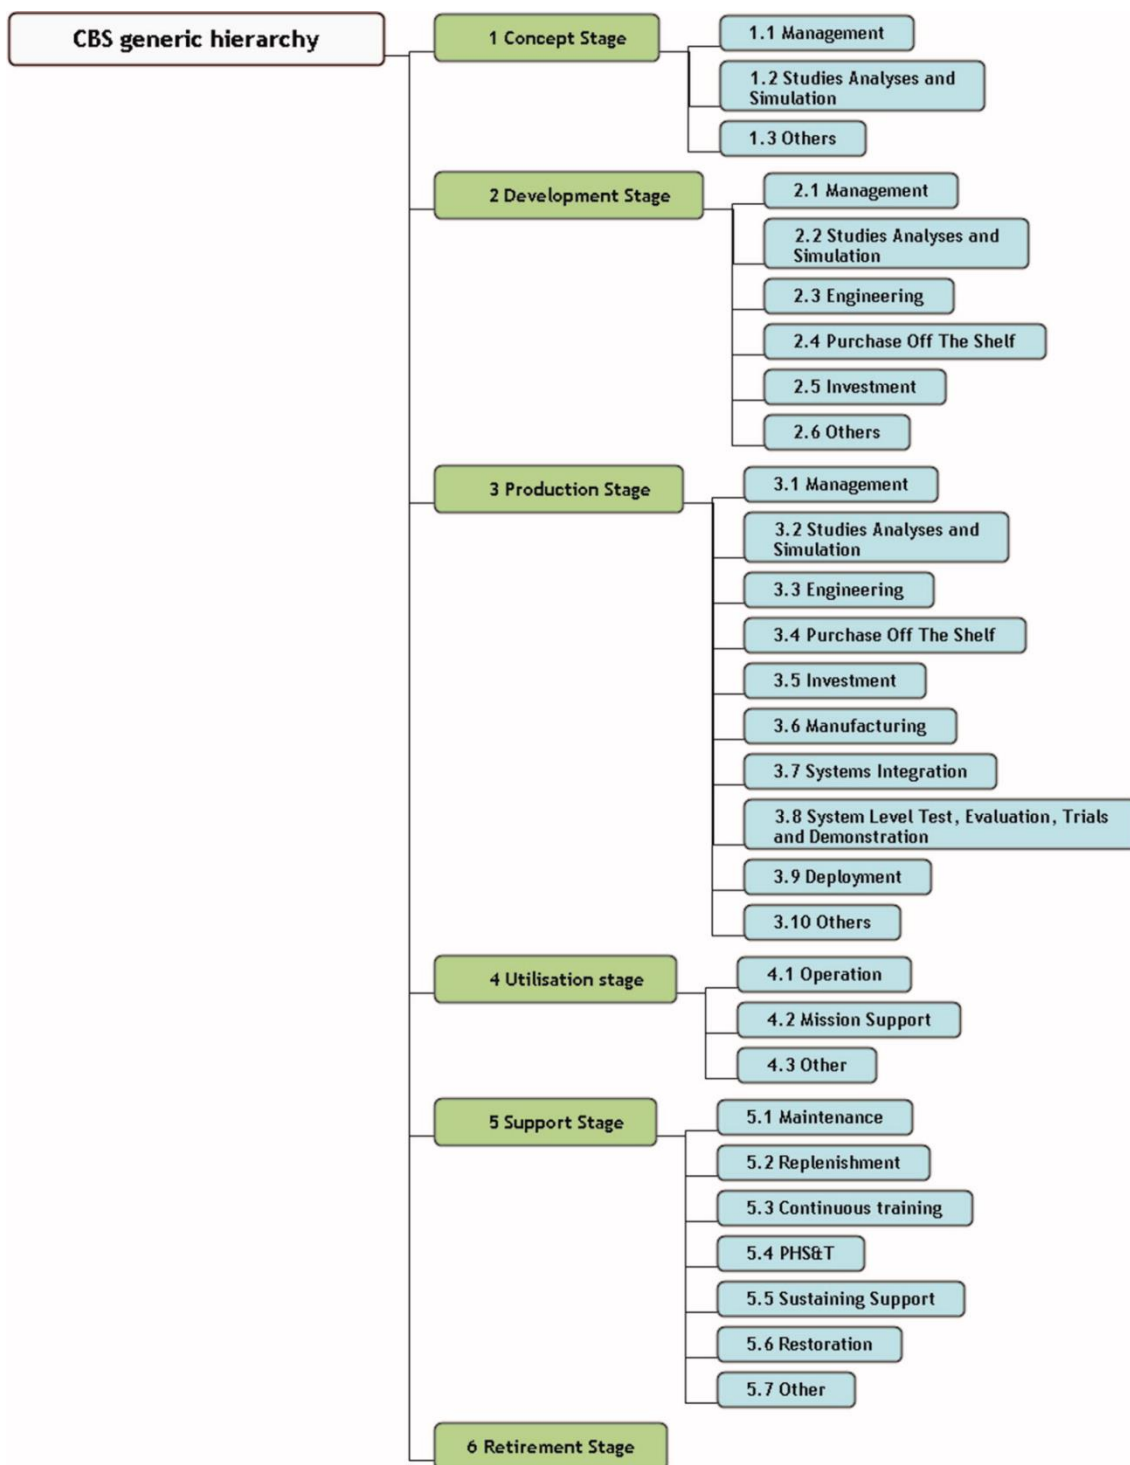 CBS generic hierarchy
1 Concept Stage
1.1 Management
1.2 Studies Analyses and
Simulation
1.3 Others
2 Development Stage
2.1 Management
2.2 Studies Analyses and
Simulation
2.3 Engineering
2.4 Purchase Off The Shelf
2.5 Investment
2.6 Others
3 Production Stage
3.1 Management
3.2 Studies Analyses and
Simulation
3.3 Engineering
3.4 Purchase Off The Shelf
3.5 Investment
3.6 Manufacturing
3.7 Systems Integration
3.8 System Level Test, Evaluation, Trials
and Demonstration
3.9 Deployment
3.10 Others
4 Utilisation stage
4.1 Operation
4.2 Mission Support
4.3 Other
5 Support Stage
5.1 Maintenance
5.2 Replenishment
5.3 Continuous training
5.4 PHS&T
5.5 Sustaining Support
5.6 Restoration
5.7 Other
6 Retirement Stage